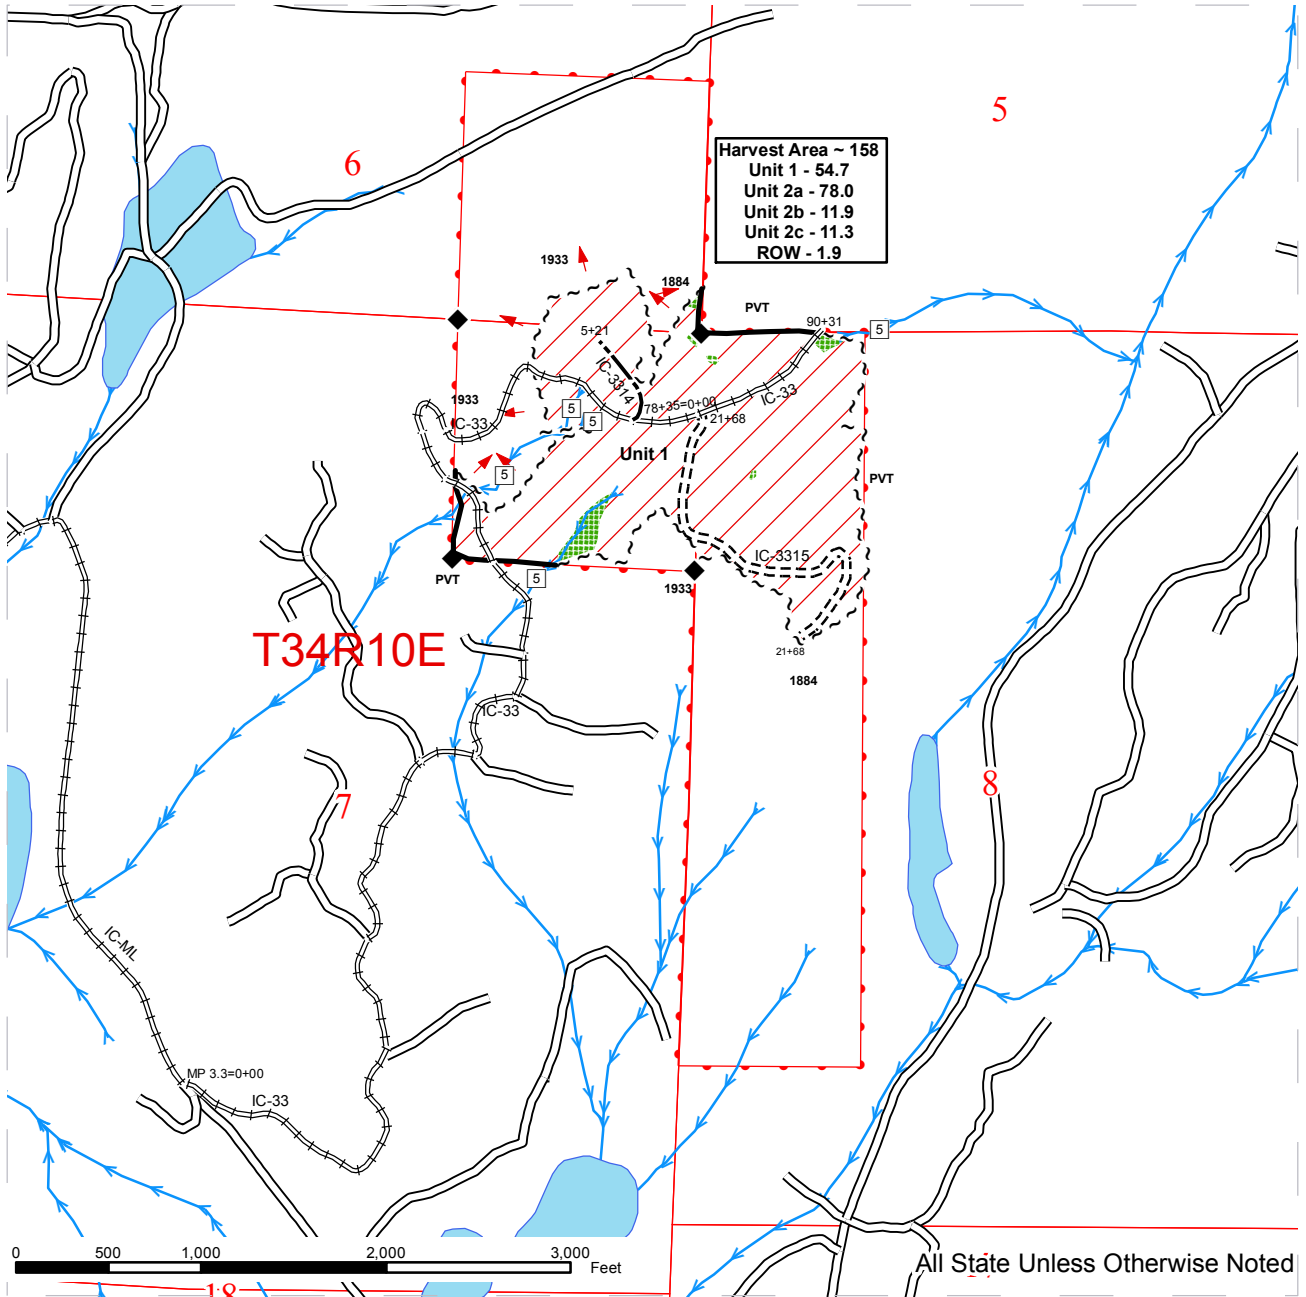 5
6
Harvest Area ~ 158
Unit 1 - 54.7
Unit 2a - 78.0
Unit 2b - 11.9
Unit 2c - 11.3
ROW - 1.9
1933
1884
PVT
90+31
5
5+21
IC-3314
IC-33
1933
IC-33
78+35=0+00
21+68
5
5
Unit 1
5
PVT
IC-3315
PVT
5
1933
T34R10E
21+68
1884
IC-33
7
8
IC-ML
MP 3.3=0+00
IC-33
0 500 1,000 2,000 3,000
Feet
All State Unless Otherwise Noted
18